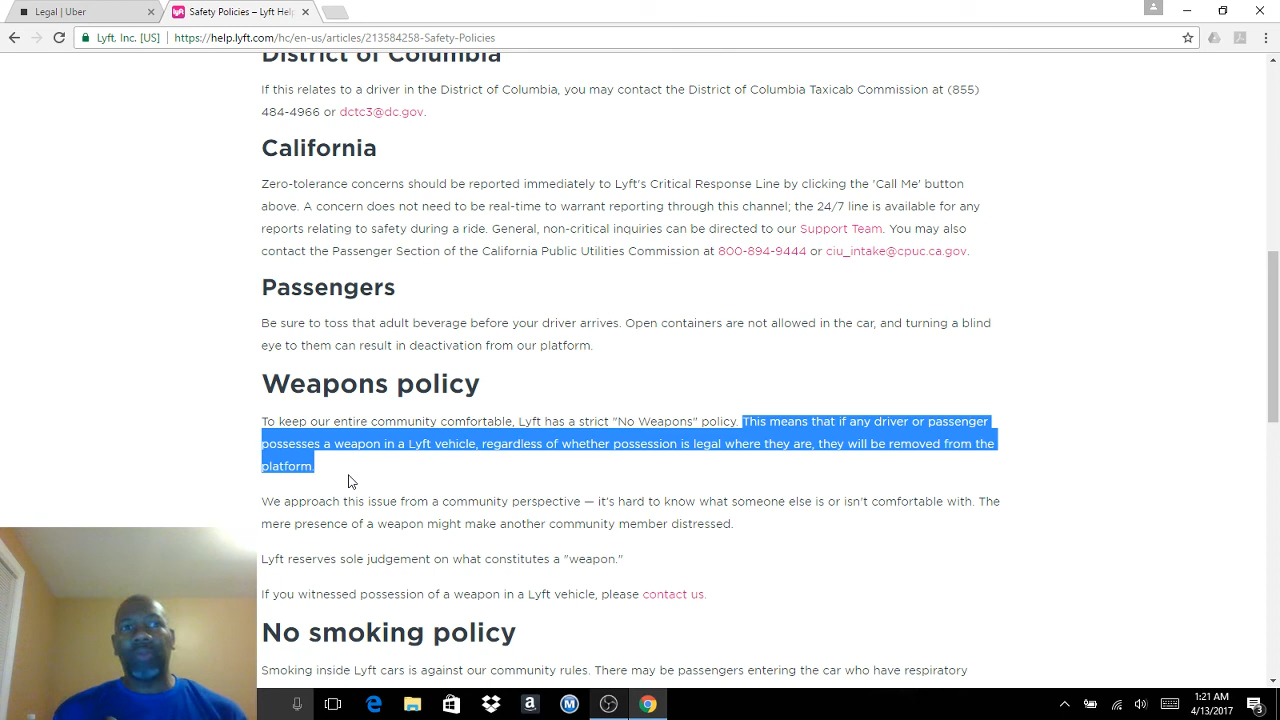 Legal | Uber
Safety Policies – Lyft Hel
Lyft, Inc. [US]
https://help.lyft.com/hc/en-us/articles/213584258-Safety-Policies
District of Columbia
If this relates to a driver in the District of Columbia, you may contact the District of Columbia Taxicab Commission at (855)
484-4966 or dctc3@dc.gov.
California
Zero-tolerance concerns should be reported immediately to Lyft's Critical Response Line by clicking the 'Call Me' button
above. A concern does not need to be real-time to warrant reporting through this channel; the 24/7 line is available for any
reports relating to safety during a ride. General, non-critical inquiries can be directed to our Support Team. You may also
contact the Passenger Section of the California Public Utilities Commission at 800-894-9444 or ciu_intake@cpuc.ca.gov.
Passengers
Be sure to toss that adult beverage before your driver arrives. Open containers are not allowed in the car, and turning a blind
eye to them can result in deactivation from our platform.
Weapons policy
To keep our entire community comfortable, Lyft has a strict "No Weapons" policy. This means that if any driver or passenger
possesses a weapon in a Lyft vehicle, regardless of whether possession is legal where they are, they will be removed from the
platform.
We approach this issue from a community perspective — it's hard to know what someone else is or isn't comfortable with. The
mere presence of a weapon might make another community member distressed.
Lyft reserves sole judgement on what constitutes a "weapon."
If you witnessed possession of a weapon in a Lyft vehicle, please contact us.
No smoking policy
Smoking inside Lyft cars is against our community rules. There may be passengers entering the car who have respiratory
1:21 AM
4/13/2017